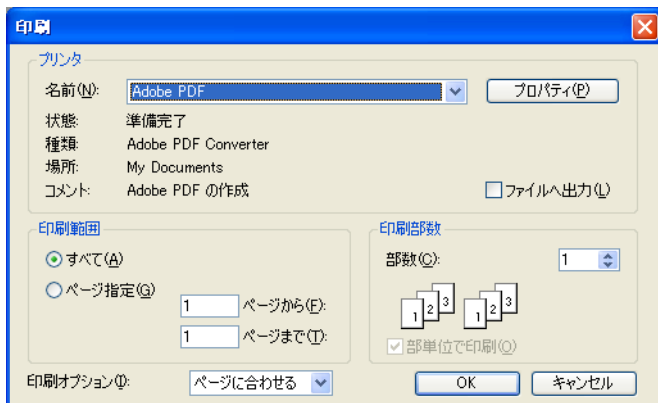 印刷
プリンタ
名前(N): Adobe PDF プロパティ(P)
状態: 準備完了
種類: Adobe PDF Converter
場所: My Documents
コメント: Adobe PDF の作成 ファイルへ出力(L)
印刷範囲
すべて(A)
ページ指定(G)
1 ページから(F):
1 ページまで(T):
印刷部数
部数(C): 1
1 2 3 1 2 3
部単位で印刷(O)
印刷オプション(I): ページに合わせる OK キャンセル